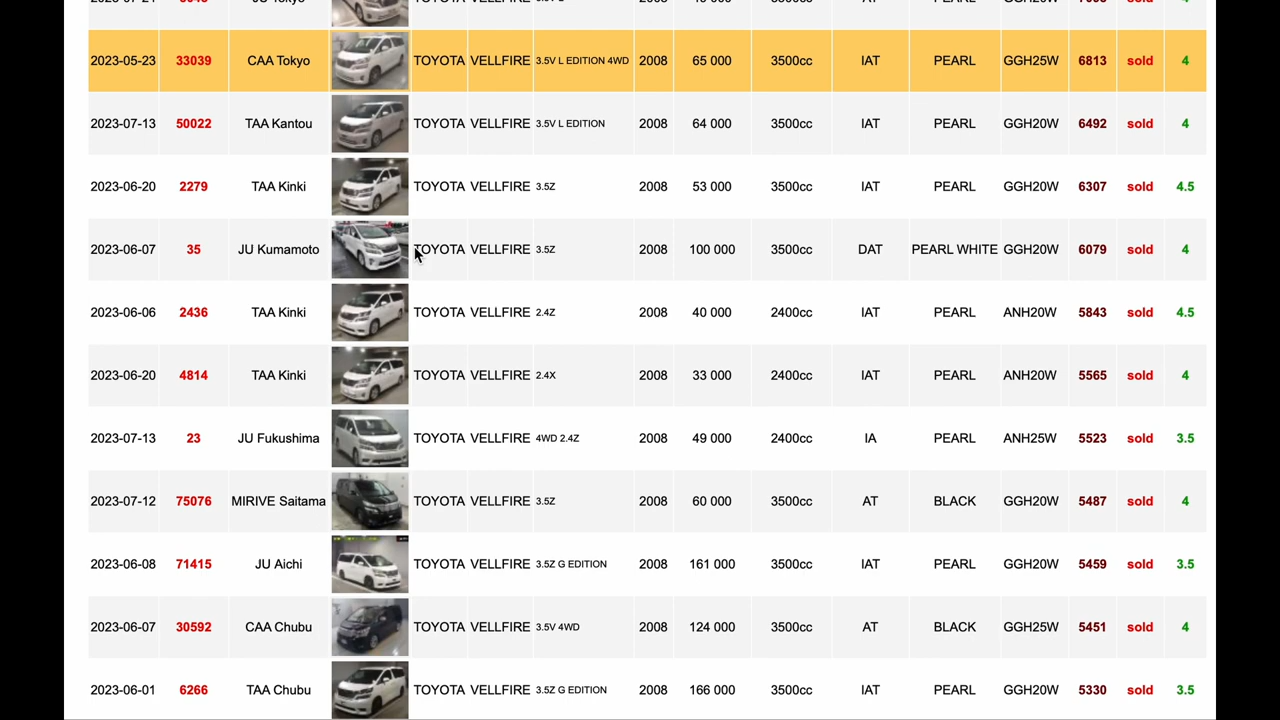 2023-05-23 33039 CAA Tokyo TOYOTA VELLFIRE 3.5V L EDITION 4WD 2008 65 000 3500cc IAT PEARL GGH25W 6813 sold 4
2023-07-13 50022 TAA Kantou TOYOTA VELLFIRE 3.5V L EDITION 2008 64 000 3500cc IAT PEARL GGH20W 6492 sold 4
2023-06-20 2279 TAA Kinki TOYOTA VELLFIRE 3.5Z 2008 53 000 3500cc IAT PEARL GGH20W 6307 sold 4.5
2023-06-07 35 JU Kumamoto TOYOTA VELLFIRE 3.5Z 2008 100 000 3500cc DAT PEARL WHITE GGH20W 6079 sold 4
2023-06-06 2436 TAA Kinki TOYOTA VELLFIRE 2.4Z 2008 40 000 2400cc IAT PEARL ANH20W 5843 sold 4.5
2023-06-20 4814 TAA Kinki TOYOTA VELLFIRE 2.4X 2008 33 000 2400cc IAT PEARL ANH20W 5565 sold 4
2023-07-13 23 JU Fukushima TOYOTA VELLFIRE 4WD 2.4Z 2008 49 000 2400cc IA PEARL ANH25W 5523 sold 3.5
2023-07-12 75076 MIRIVE Saitama TOYOTA VELLFIRE 3.5Z 2008 60 000 3500cc AT BLACK GGH20W 5487 sold 4
2023-06-08 71415 JU Aichi TOYOTA VELLFIRE 3.5Z G EDITION 2008 161 000 3500cc IAT PEARL GGH20W 5459 sold 3.5
2023-06-07 30592 CAA Chubu TOYOTA VELLFIRE 3.5V 4WD 2008 124 000 3500cc AT BLACK GGH25W 5451 sold 4
2023-06-01 6266 TAA Chubu TOYOTA VELLFIRE 3.5Z G EDITION 2008 166 000 3500cc IAT PEARL GGH20W 5330 sold 3.5